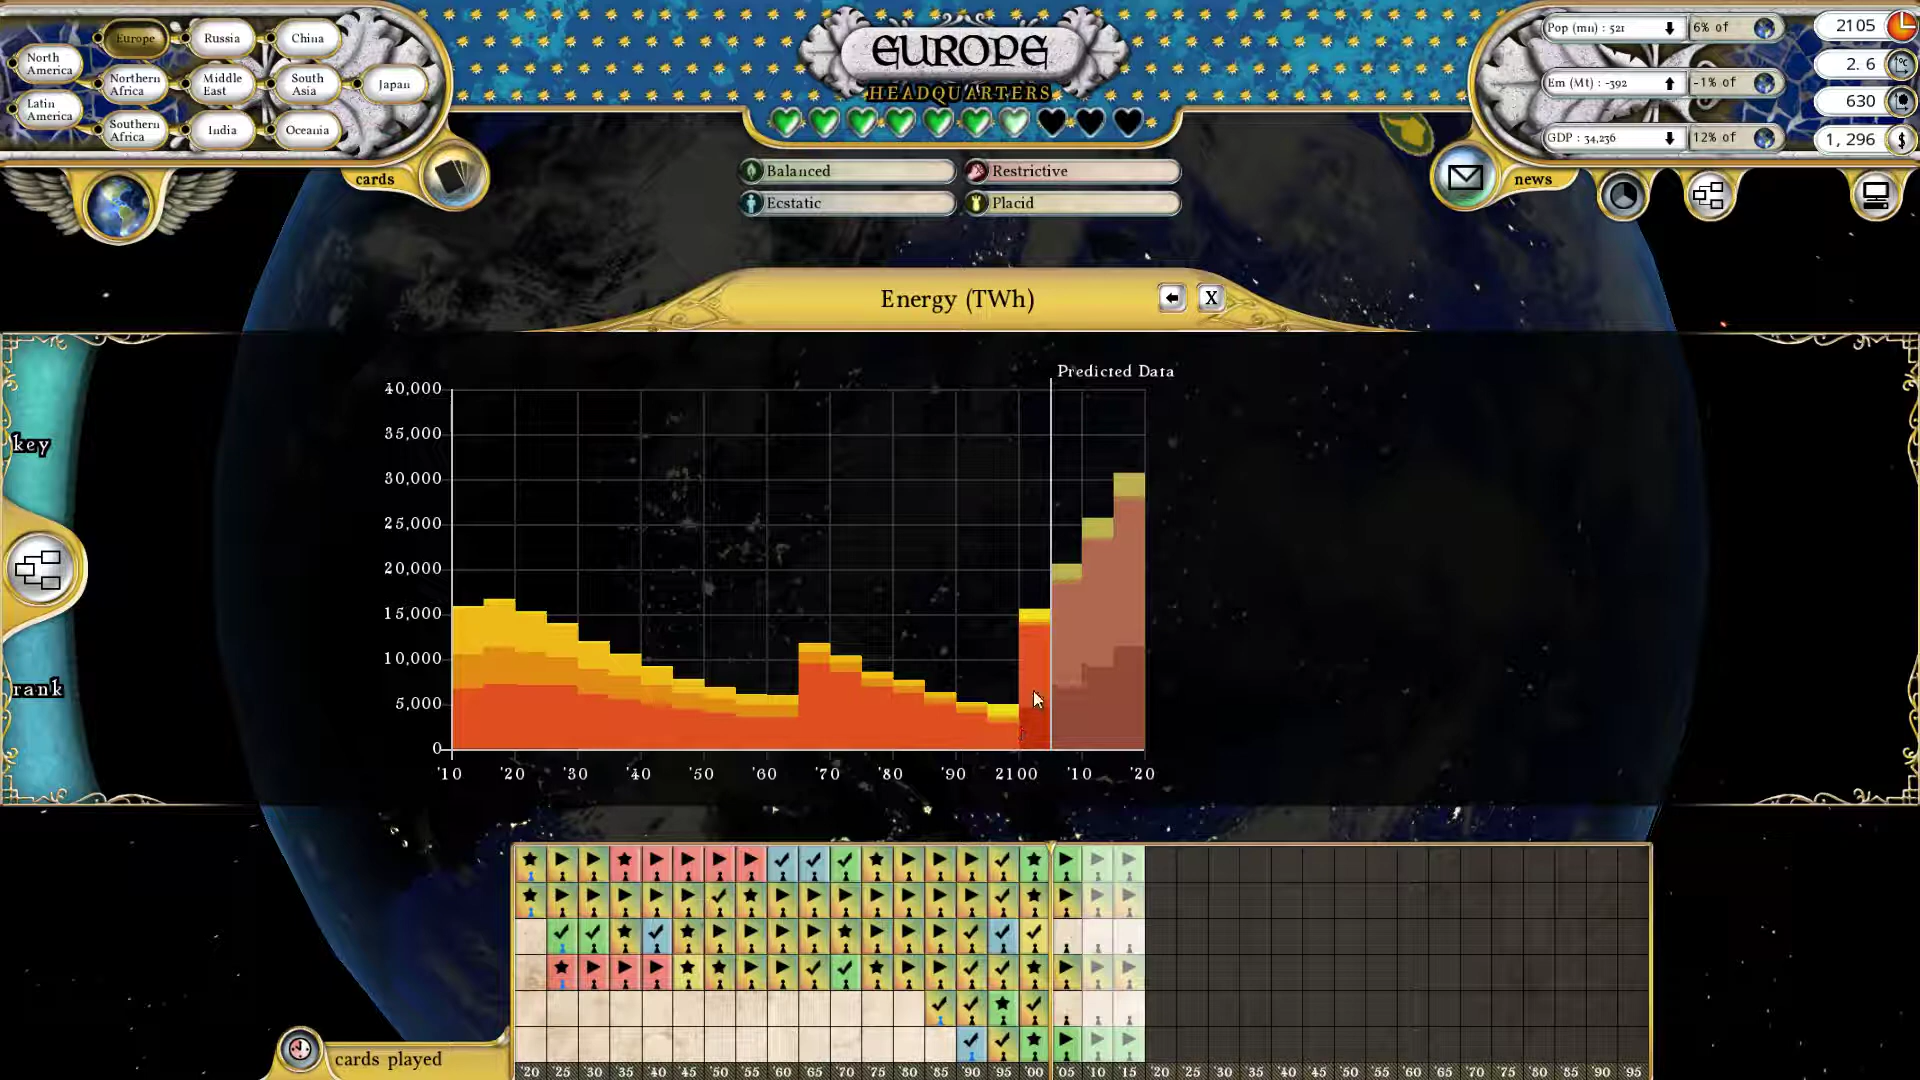 Europe
Russia
China
North
America
Northern
Africa
Middle
East
South
Asia
Japan
Latin
America
Southern
Africa
India
Oceania
cards
EUROPE
HEADQUARTERS
Balanced
Restrictive
Ecstatic
Placid
Pop (mn) : 521
6% of
2105
Em (Mt) : -392
-1% of
2. 6
°C
630
GDP : 34,236
12% of
1, 296
$
news
Energy (TWh)
X
Predicted Data
key
rank
40,000
35,000
30,000
25,000
20,000
15,000
10,000
5,000
0
'10 '20 '30 '40 '50 '60 '70 '80 '90 2100 '10 '20
cards played
'20 '25 '30 '35 '40 '45 '50 '55 '60 '65 '70 '75 '80 '85 '90 '95 '00 '05 '10 '15 '20 '25 '30 '35 '40 '45 '50 '55 '60 '65 '70 '75 '80 '85 '90 '95